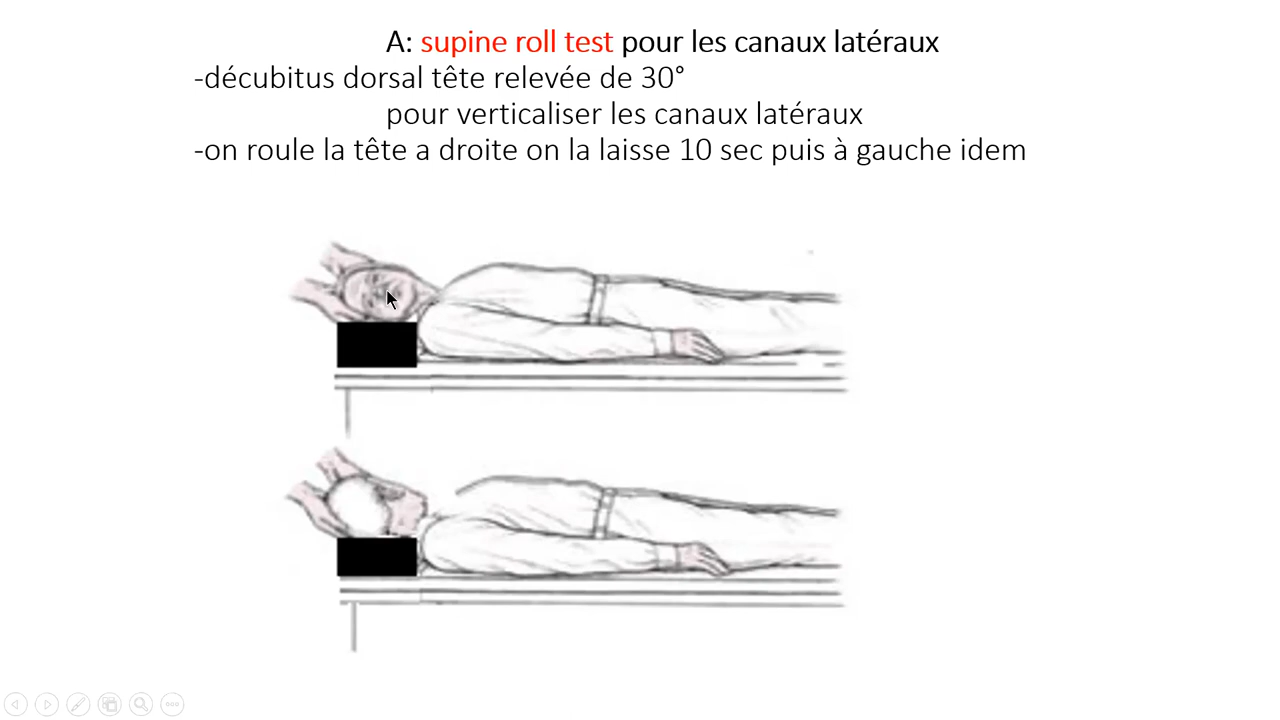 A: supine roll test pour les canaux latéraux
-décubitus dorsal tête relevée de 30°
pour verticaliser les canaux latéraux
-on roule la tête a droite on la laisse 10 sec puis à gauche idem